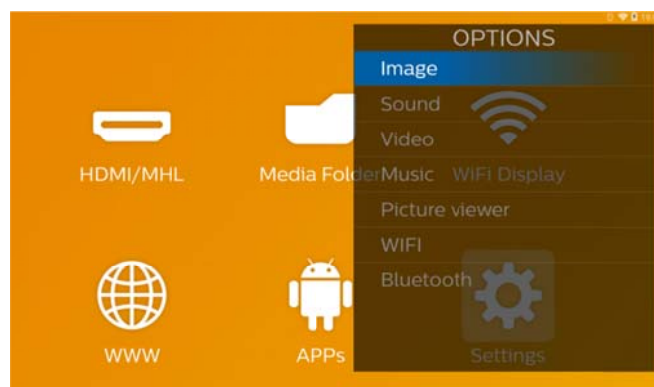 OPTIONS
Image
Sound
Video
HDMI/MHL
Media Folder
Music
WiFi Display
Picture viewer
WIFI
Bluetooth
WWW
APPs
Settings